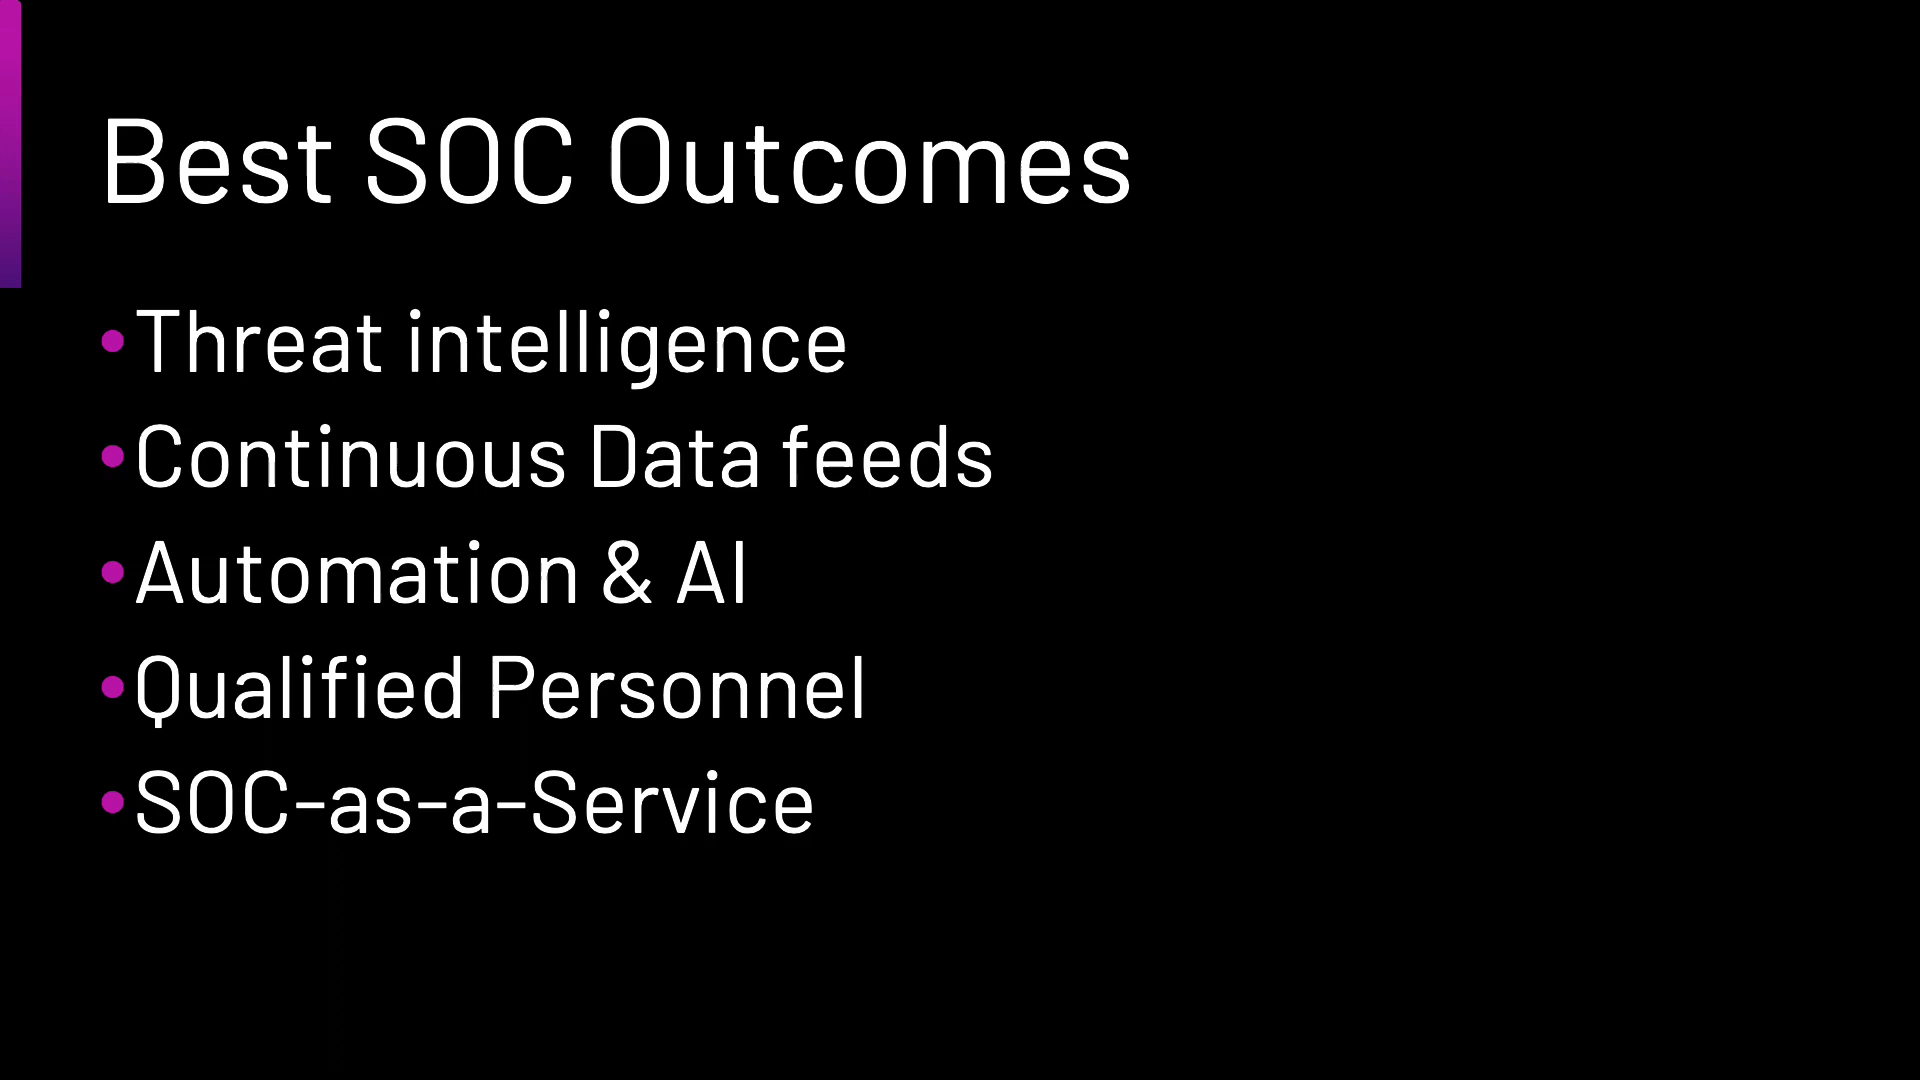 Best SOC Outcomes
• Threat intelligence
• Continuous Data feeds
• Automation & AI
• Qualified Personnel
• SOC-as-a-Service